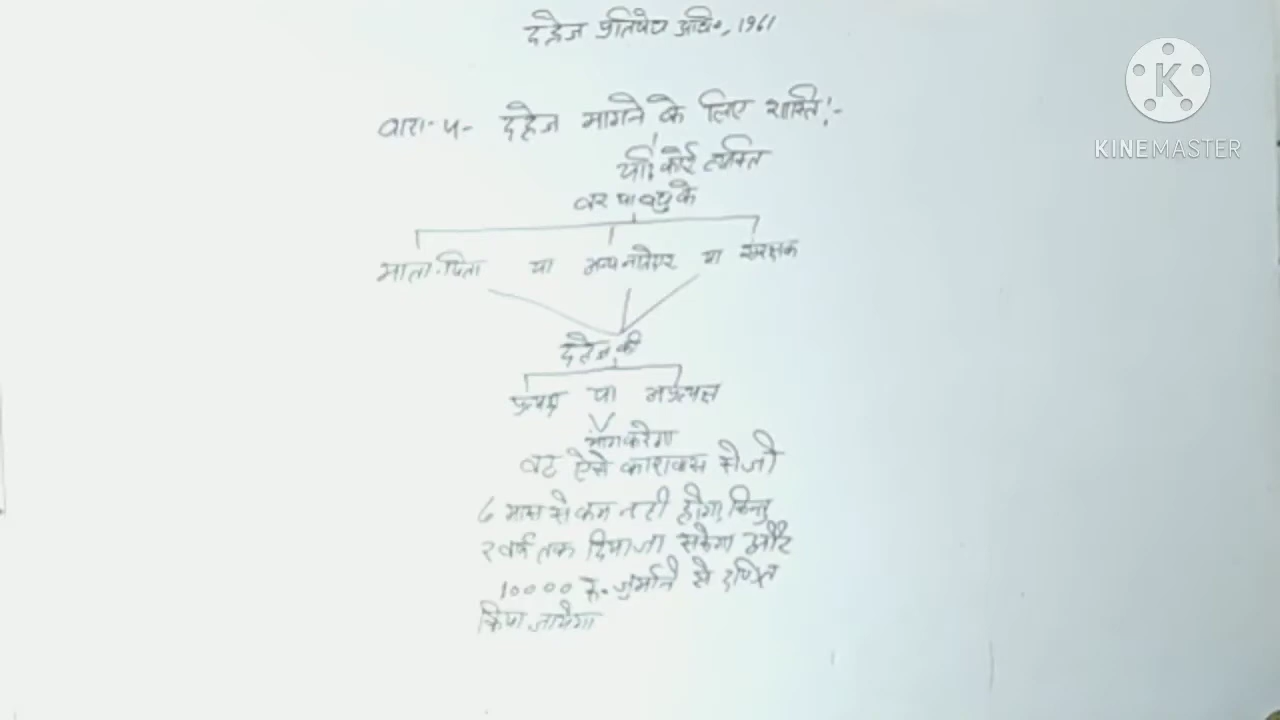 दहेज प्रतिषेध अधि०, 1961
धारा-4- दहेज मांगने के लिए शास्ति:-
यदि कोई व्यक्ति
वर या वधु के
माता-पिता या अन्य नातेदार या संरक्षक
दहेज की
प्रत्यक्ष या अप्रत्यक्ष
मांग करेगा
वह ऐसे कारावास से जो
6 मास से कम नही होगा, किन्तु
2 वर्ष तक दिया जा सकेगा और
10000 रु. जुर्माने से दण्डित
किया जायेगा
K
KINEMASTER